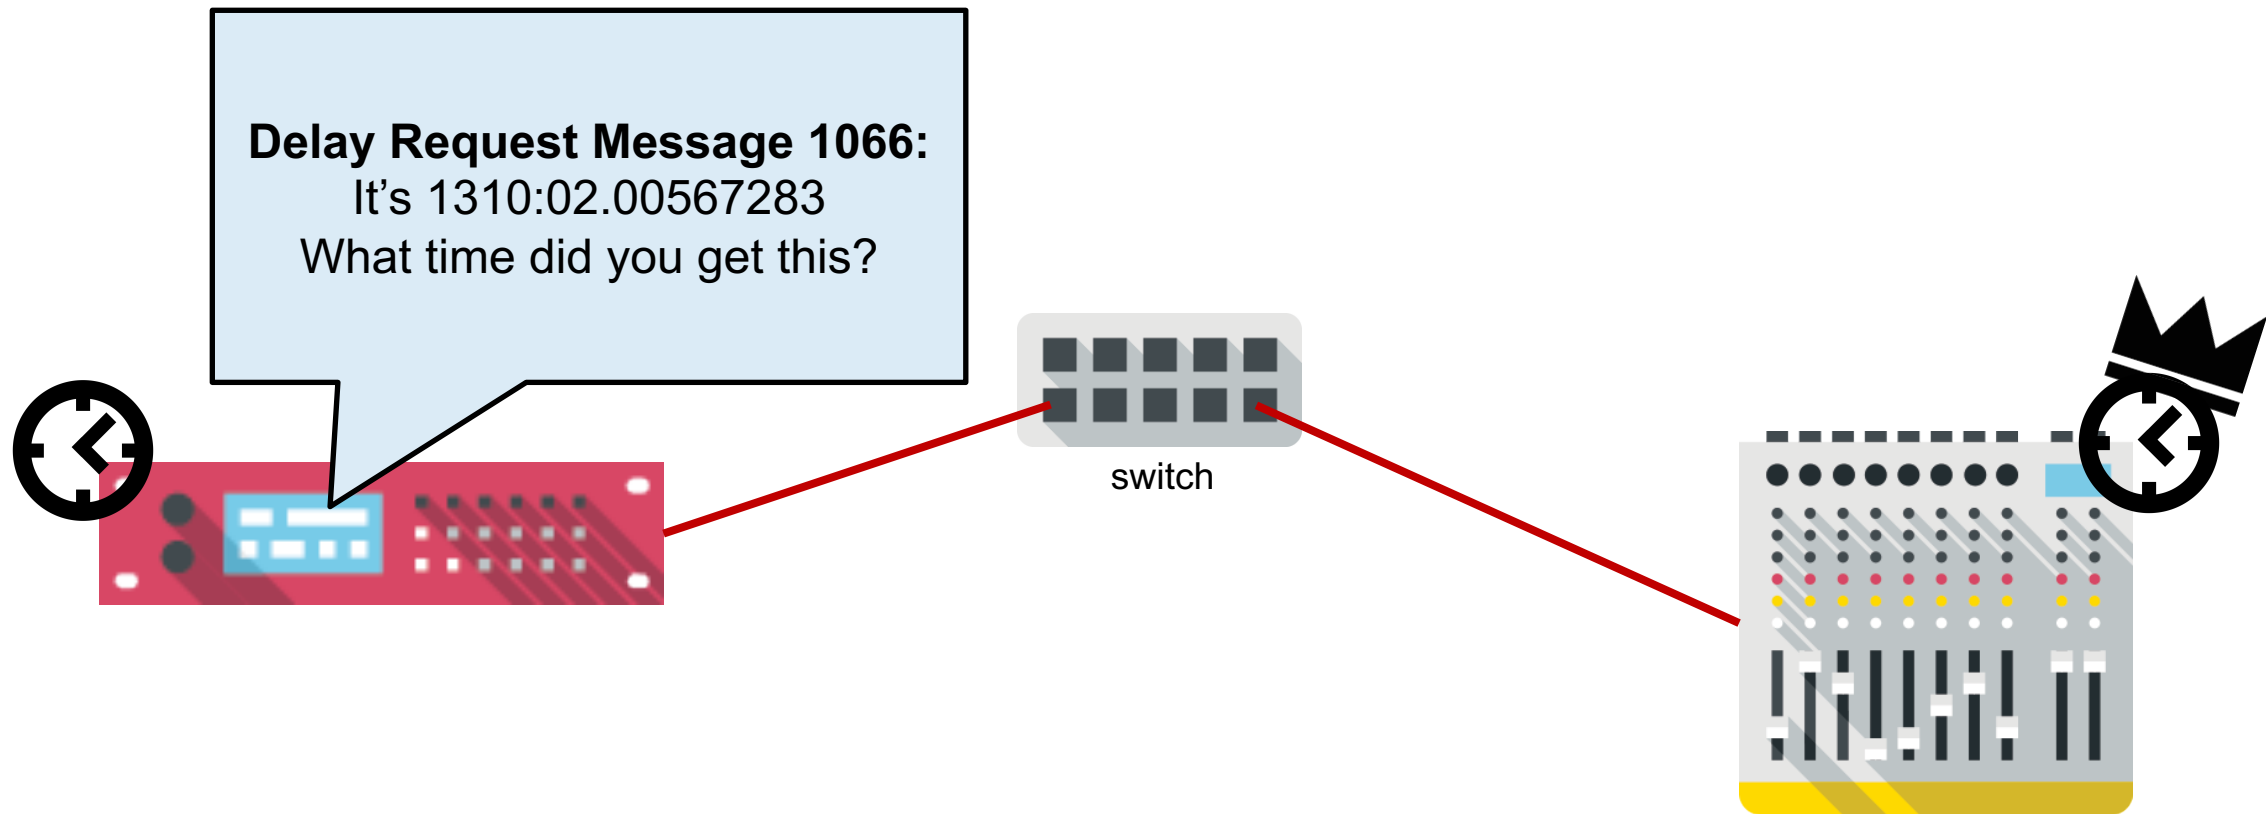 Delay Request Message 1066:
It’s 1310:02.00567283
What time did you get this?
switch